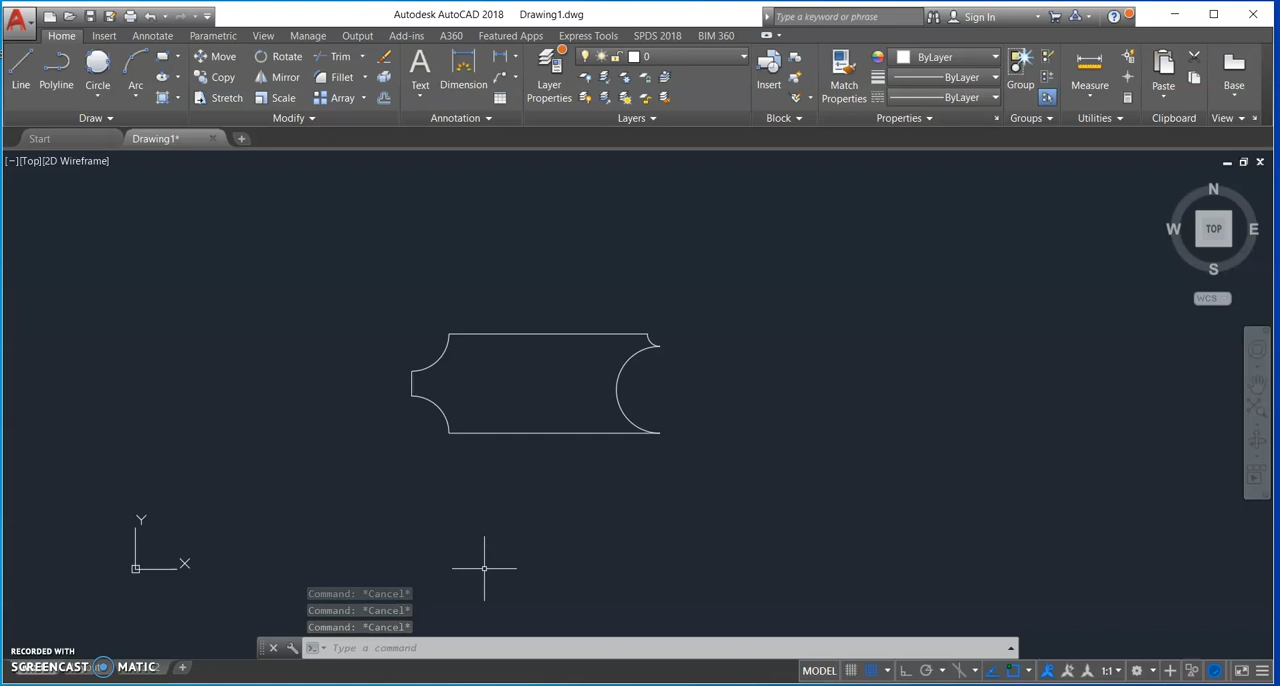 Autodesk AutoCAD 2018 Drawing1.dwg
Type a keyword or phrase
Sign In
Home Insert Annotate Parametric View Manage Output Add-ins A360 Featured Apps Express Tools SPDS 2018 BIM 360
Line Polyline Circle Arc
Move Rotate Trim
Copy Mirror Fillet
Stretch Scale Array
Text Dimension
Layer Properties
0
Insert
Match Properties
ByLayer
ByLayer
ByLayer
Group
Measure
Paste
Base
Draw Modify Annotation Layers Block Properties Groups Utilities Clipboard View
Start Drawing1*
[−][Top][2D Wireframe]
N
W TOP E
S
WCS
Y
X
Command: *Cancel*
Command: *Cancel*
Command: *Cancel*
Type a command
RECORDED WITH
SCREENCAST MATIC
MODEL 1:1